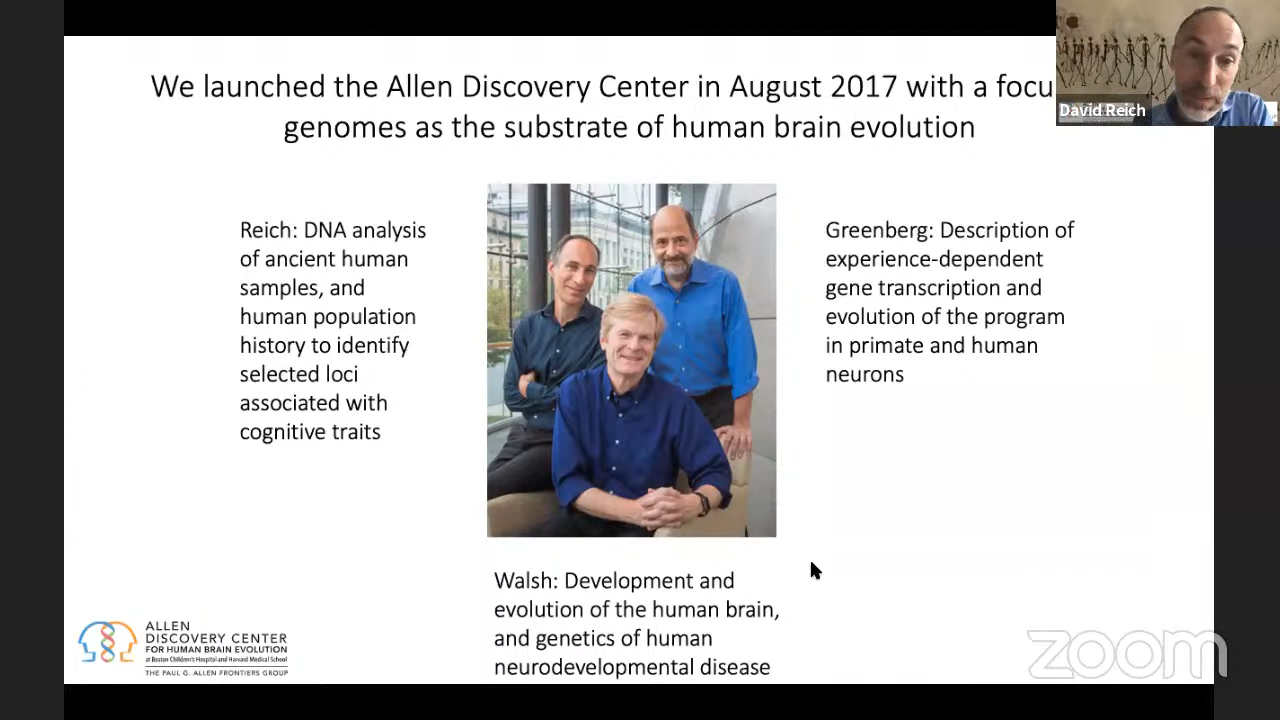 We launched the Allen Discovery Center in August 2017 with a focu
genomes as the substrate of human brain evolution
David Reich
Reich: DNA analysis
of ancient human
samples, and
human population
history to identify
selected loci
associated with
cognitive traits
Greenberg: Description of
experience-dependent
gene transcription and
evolution of the program
in primate and human
neurons
Walsh: Development and
evolution of the human brain,
and genetics of human
neurodevelopmental disease
ALLEN
DISCOVERY CENTER
FOR HUMAN BRAIN EVOLUTION
at Boston Children's Hospital and Harvard Medical School
THE PAUL G. ALLEN FRONTIERS GROUP
zoom